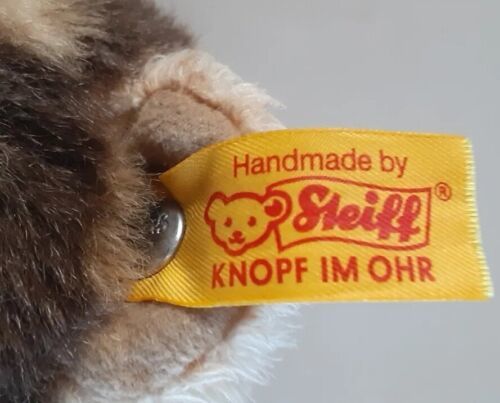 Handmade by
Steiff®
KNOPF IM OHR